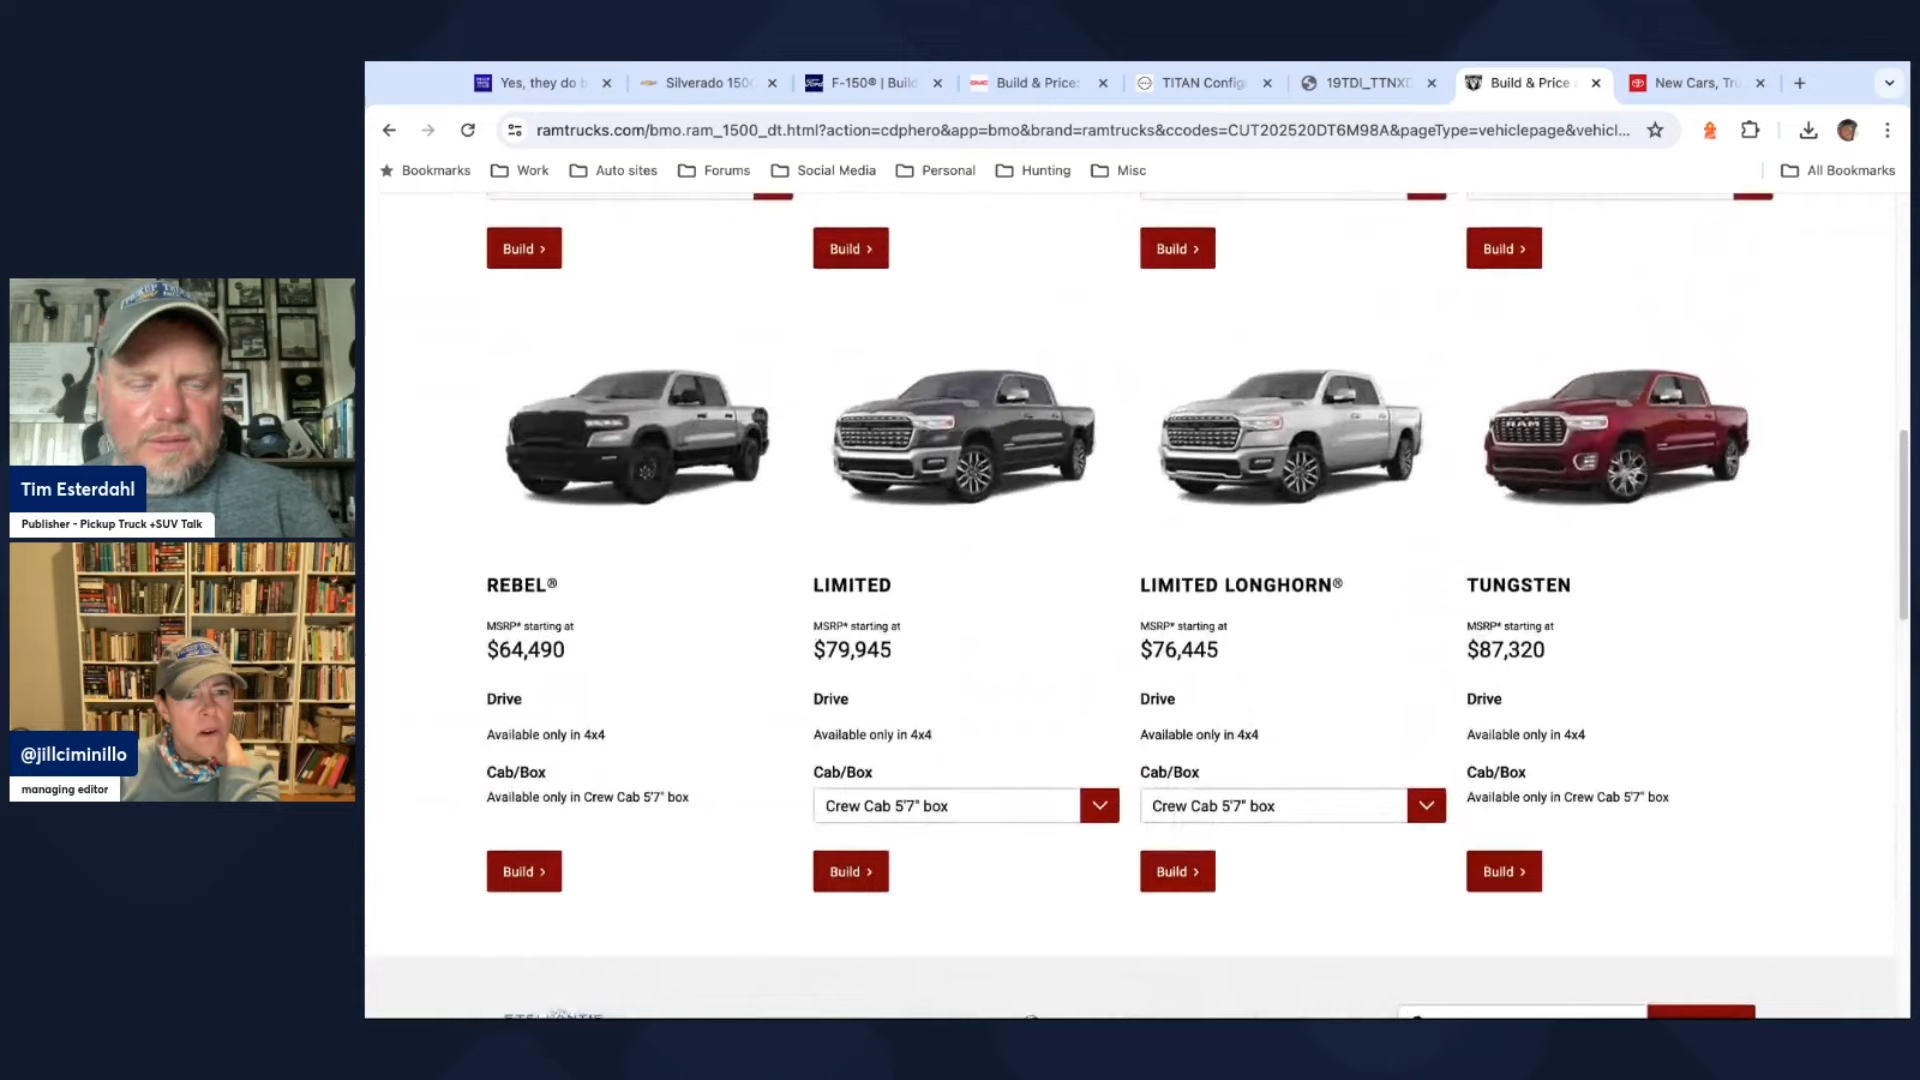 Yes, they do b
Silverado 150
F-150® | Build
Build & Price:
TITAN Config
19TDI_TTNX
Build & Price
New Cars, Tru
ramtrucks.com/bmo.ram_1500_dt.html?action=cdphero&app=bmo&brand=ramtrucks&ccodes=CUT202520DT6M98A&pageType=vehiclepage&vehicl...
Bookmarks
Work
Auto sites
Forums
Social Media
Personal
Hunting
Misc
All Bookmarks
Build >
Build >
Build >
Build >
RAM
REBEL®
MSRP* starting at
$64,490
Drive
Available only in 4x4
Cab/Box
Available only in Crew Cab 5'7" box
Build >
LIMITED
MSRP* starting at
$79,945
Drive
Available only in 4x4
Cab/Box
Crew Cab 5'7" box
Build >
LIMITED LONGHORN®
MSRP* starting at
$76,445
Drive
Available only in 4x4
Cab/Box
Crew Cab 5'7" box
Build >
TUNGSTEN
MSRP* starting at
$87,320
Drive
Available only in 4x4
Cab/Box
Available only in Crew Cab 5'7" box
Build >
PICKUP TRUCK
Tim Esterdahl
Publisher - Pickup Truck +SUV Talk
@jillciminillo
managing editor